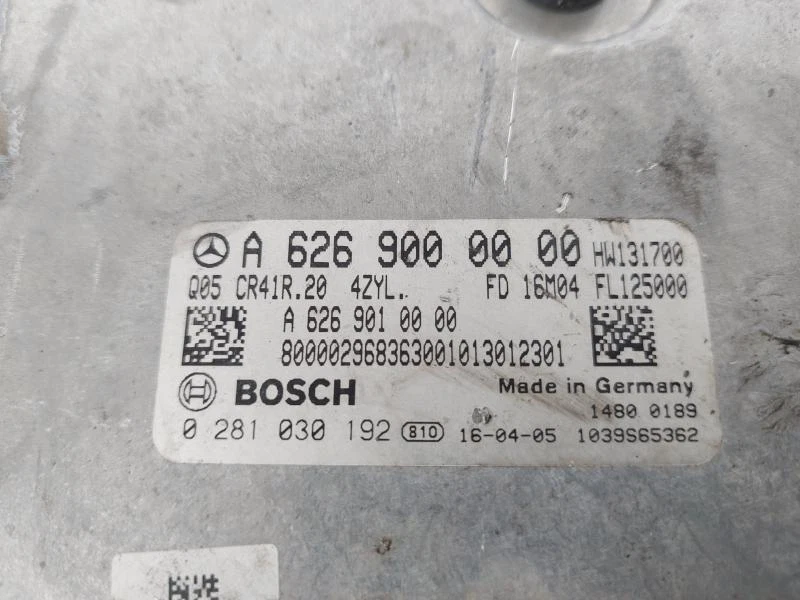 A 626 900 00 00 HW131700
Q05 CR41R.20 4ZYL. FD 16M04 FL125000
A 626 901 00 00
800002968363001013012301
BOSCH Made in Germany
1480 0189
0 281 030 192 810 16-04-05 1039S65362